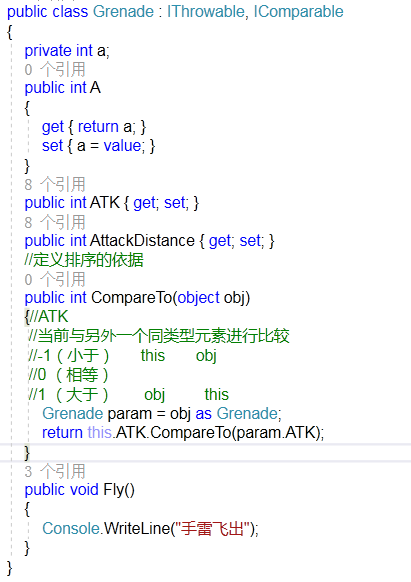 public class Grenade : IThrowable, IComparable
{
private int a;
0 个引用
public int A
{
get { return a; }
set { a = value; }
}
8 个引用
public int ATK { get; set; }
8 个引用
public int AttackDistance { get; set; }
//定义排序的依据
0 个引用
public int CompareTo(object obj)
{//ATK
//当前与另外一个同类型元素进行比较
//-1（小于） this obj
//0 （相等）
//1 （大于） obj this
Grenade param = obj as Grenade;
return this.ATK.CompareTo(param.ATK);
}
3 个引用
public void Fly()
{
Console.WriteLine("手雷飞出");
}
}